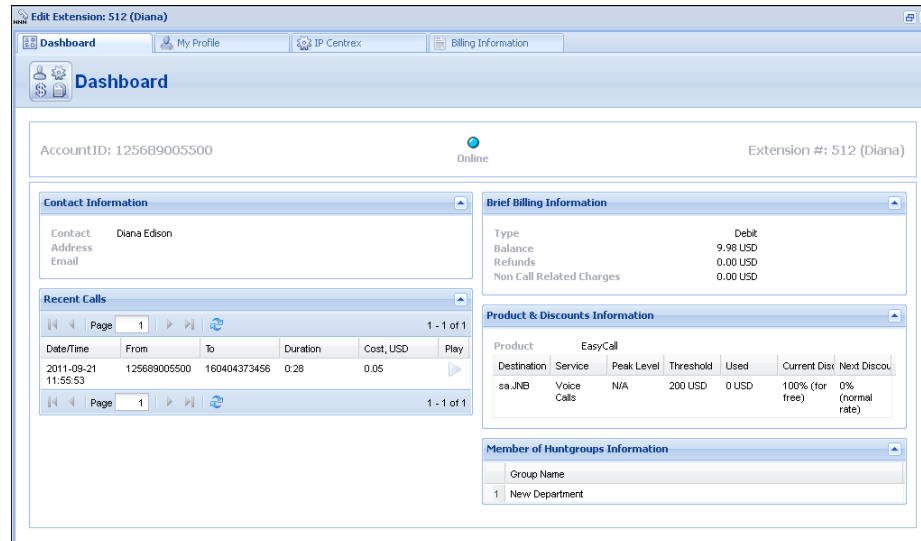 NNN Edit Extension: 512 (Diana)
Dashboard My Profile IP Centrex Billing Information
Dashboard
AccountID: 125689005500
Online
Extension #: 512 (Diana)
Contact Information
Contact Diana Edison
Address
Email
Recent Calls
Page 1 1 - 1 of 1
Date/Time From To Duration Cost, USD Play
2011-09-21 11:55:53 125689005500 160404373456 0:28 0.05
Page 1 1 - 1 of 1
Brief Billing Information
Type Debit
Balance 9.98 USD
Refunds 0.00 USD
Non Call Related Charges 0.00 USD
Product & Discounts Information
Product EasyCall
Destination Service Peak Level Threshold Used Current Disc Next Discou
sa.JNB Voice Calls N/A 200 USD 0 USD 100% (for free) 0% (normal rate)
Member of Huntgroups Information
Group Name
1 New Department